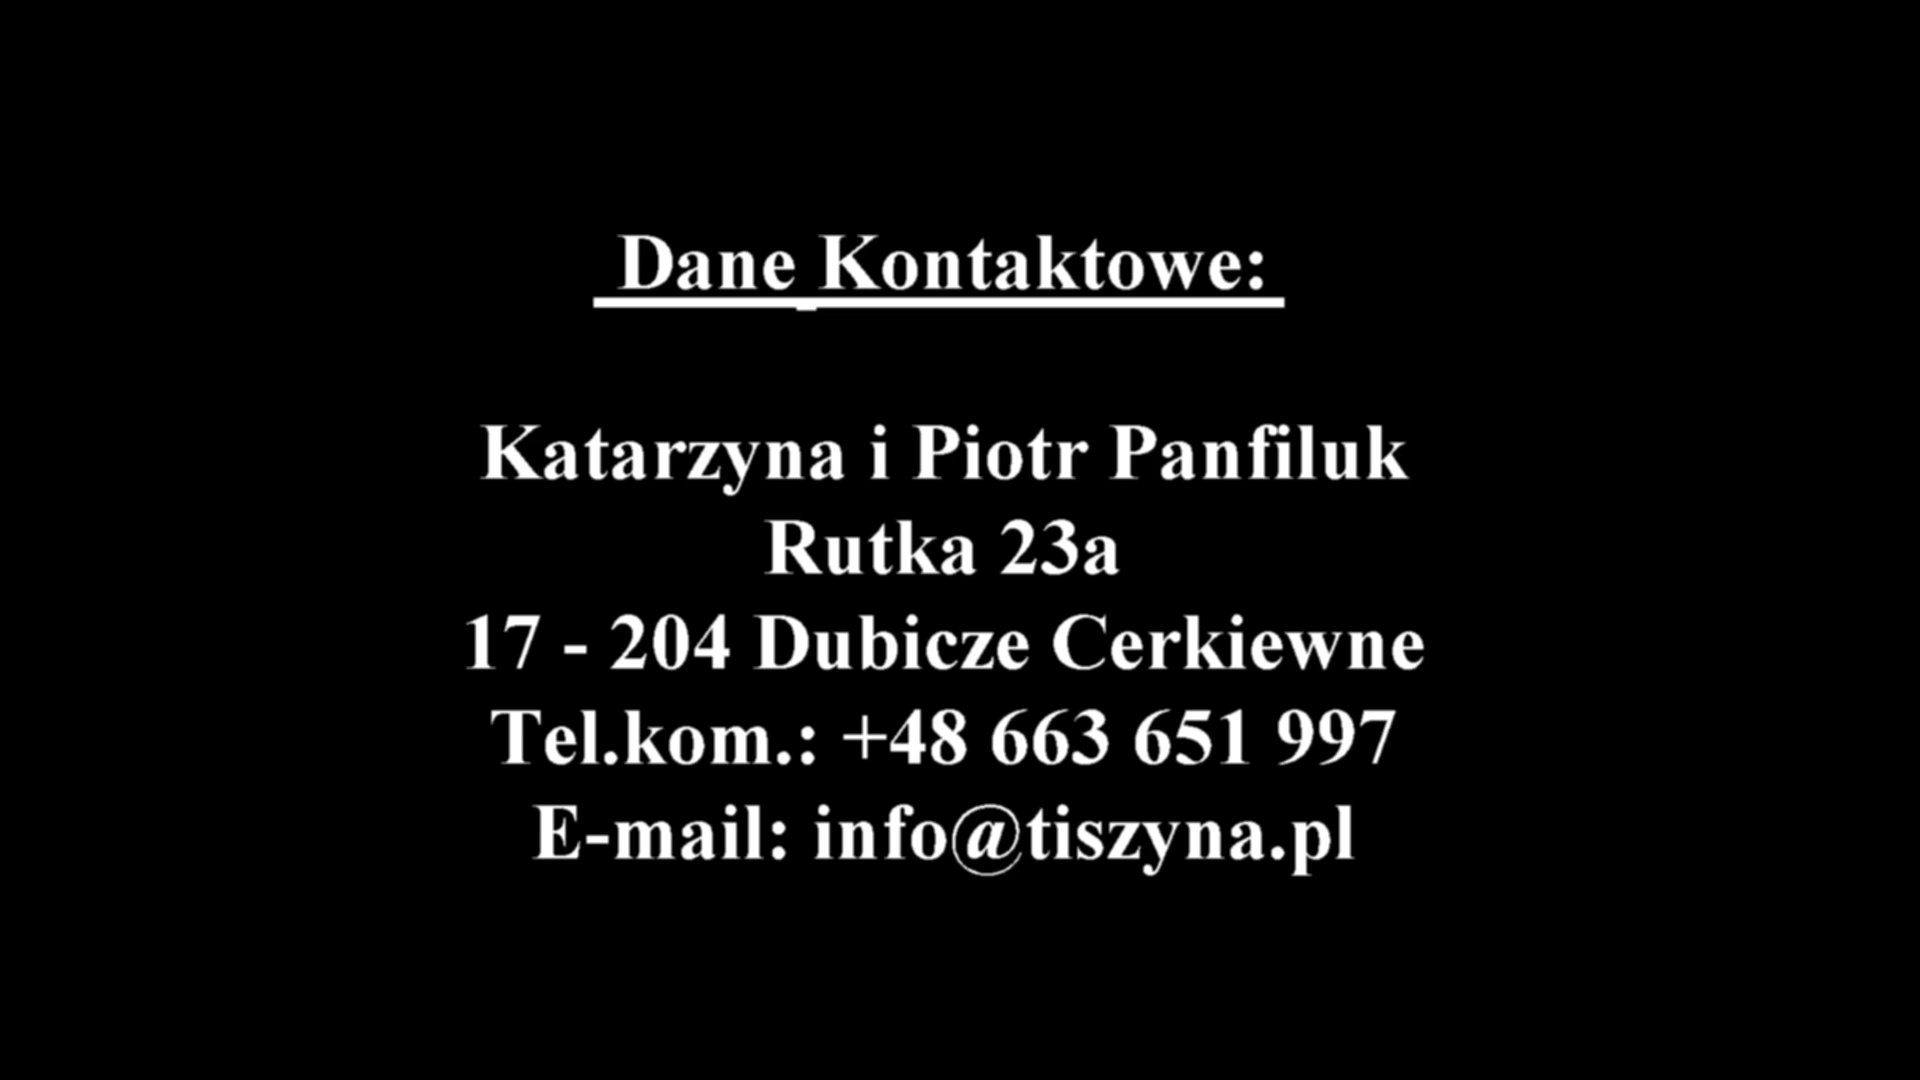 Dane Kontaktowe:
Katarzyna i Piotr Panfiluk
Rutka 23a
17 - 204 Dubicze Cerkiewne
Tel.kom.: +48 663 651 997
E-mail: info@tiszyna.pl